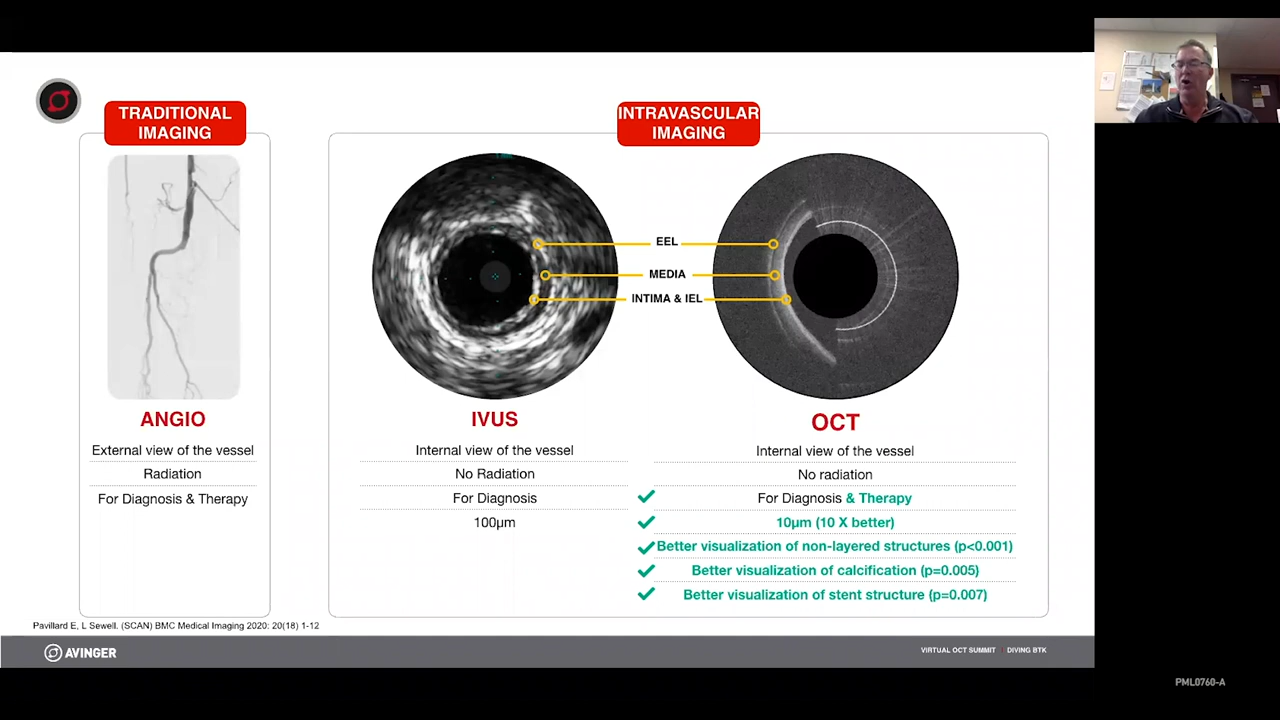 TRADITIONAL
IMAGING
ANGIO
External view of the vessel
Radiation
For Diagnosis & Therapy
INTRAVASCULAR
IMAGING
EEL
MEDIA
INTIMA & IEL
IVUS
Internal view of the vessel
No Radiation
For Diagnosis
100µm
OCT
Internal view of the vessel
No radiation
For Diagnosis & Therapy
10µm (10 X better)
Better visualization of non-layered structures (p<0.001)
Better visualization of calcification (p=0.005)
Better visualization of stent structure (p=0.007)
Pavillard E, L Sewell. (SCAN) BMC Medical Imaging 2020: 20(18) 1-12
AVINGER
VIRTUAL OCT SUMMIT | DIVING BTK
PML0760-A